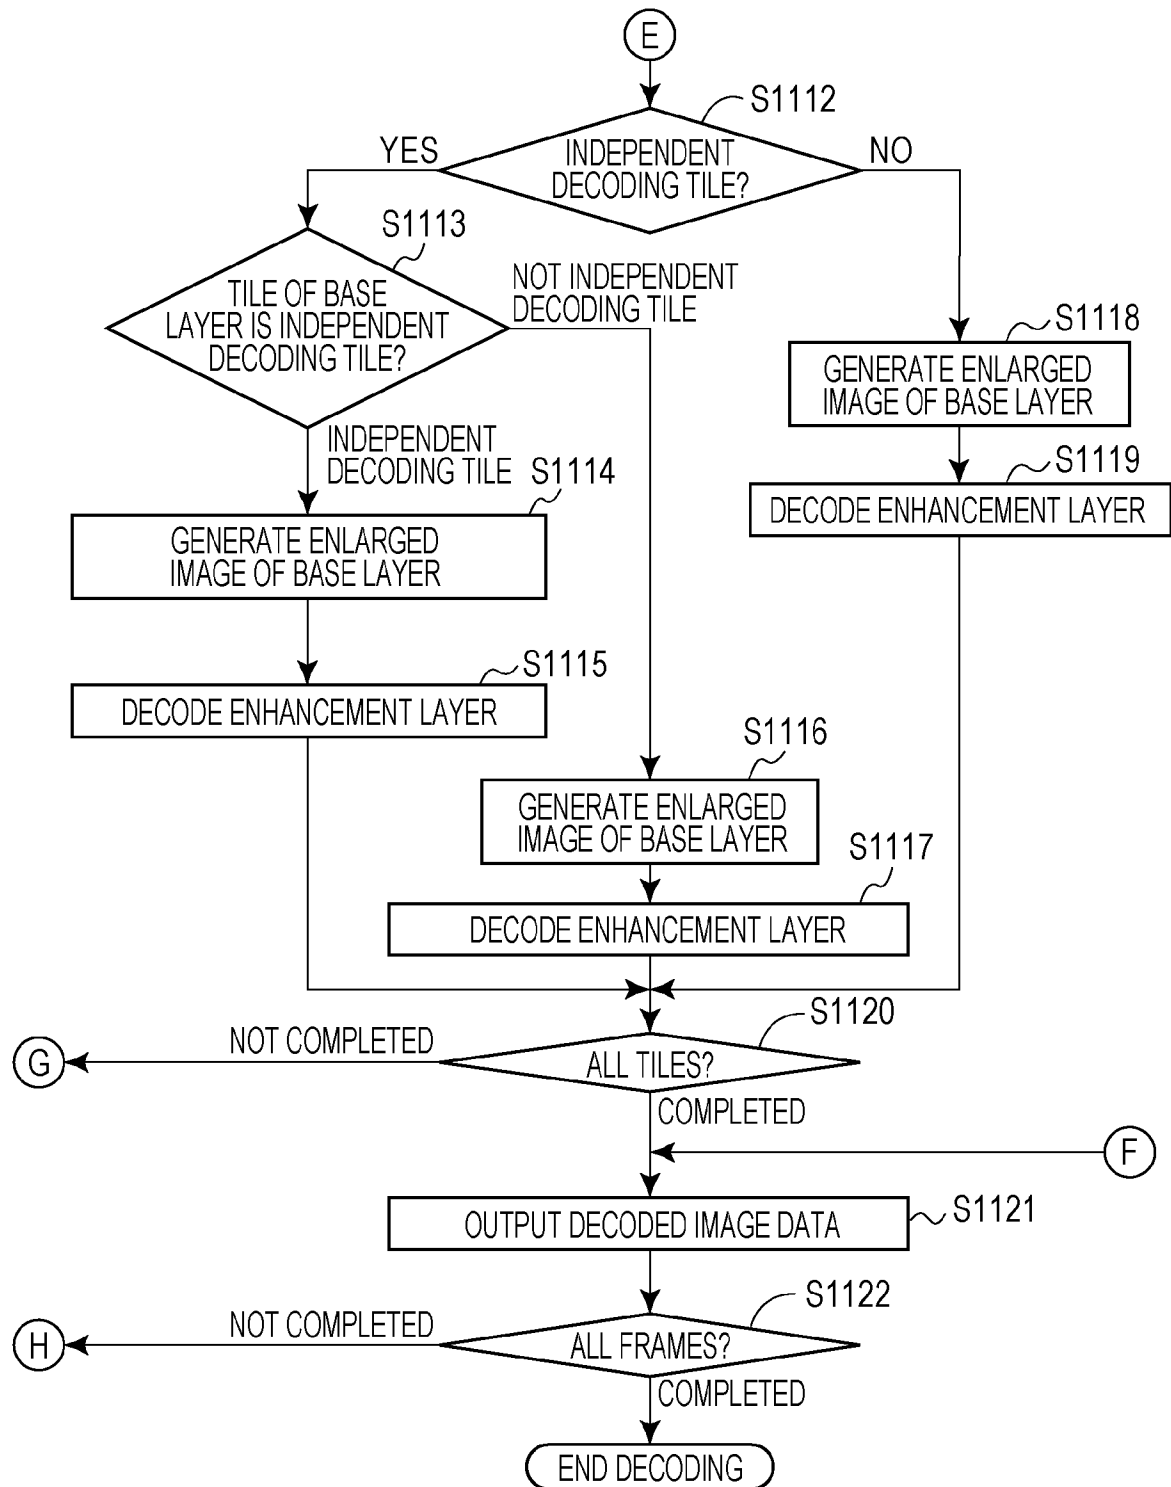 E
S1112
YES
INDEPENDENT
DECODING TILE?
NO
S1113
TILE OF BASE
LAYER IS INDEPENDENT
DECODING TILE?
NOT INDEPENDENT
DECODING TILE
S1118
GENERATE ENLARGED
IMAGE OF BASE LAYER
INDEPENDENT
DECODING TILE
S1114
GENERATE ENLARGED
IMAGE OF BASE LAYER
S1119
DECODE ENHANCEMENT LAYER
S1115
DECODE ENHANCEMENT LAYER
S1116
GENERATE ENLARGED
IMAGE OF BASE LAYER
S1117
DECODE ENHANCEMENT LAYER
S1120
ALL TILES?
NOT COMPLETED
G
COMPLETED
F
OUTPUT DECODED IMAGE DATA
S1121
S1122
ALL FRAMES?
NOT COMPLETED
H
COMPLETED
END DECODING